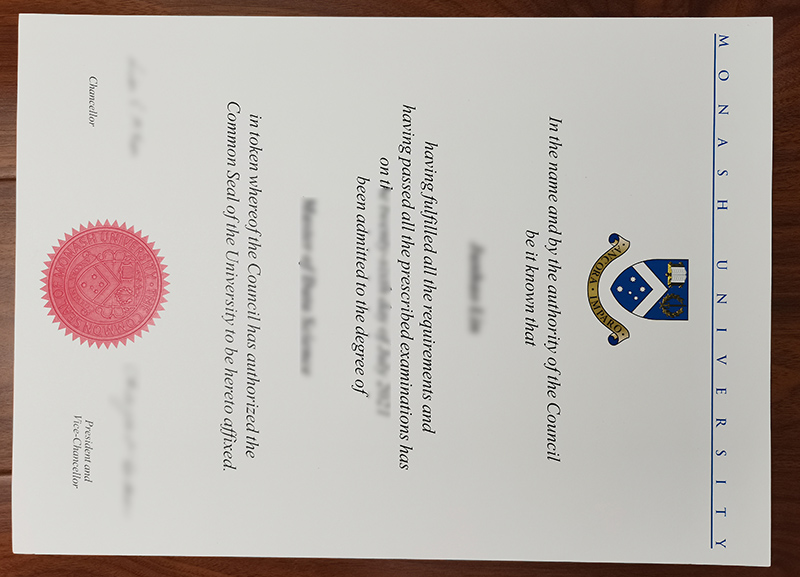 MONASH UNIVERSITY
ANCORA IMPARO
In the name and by the authority of the Council
be it known that
having fulfilled all the requirements and
having passed all the prescribed examinations has
on the
been admitted to the degree of
in token whereof the Council has authorized the
Common Seal of the University to be hereto affixed.
Chancellor
President and
Vice-Chancellor